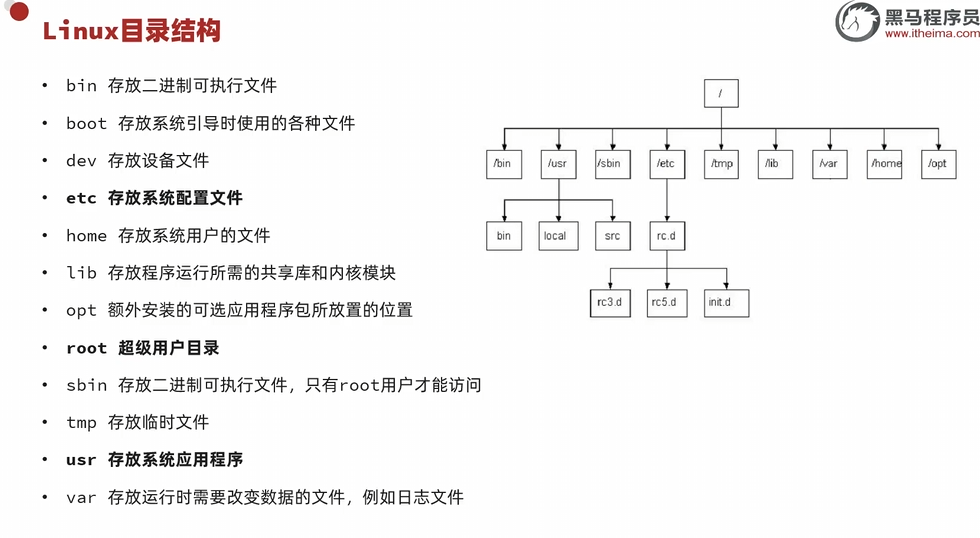 Linux目录结构
黑马程序员
www.itheima.com
• bin 存放二进制可执行文件
• boot 存放系统引导时使用的各种文件
• dev 存放设备文件
• etc 存放系统配置文件
• home 存放系统用户的文件
• lib 存放程序运行所需的共享库和内核模块
• opt 额外安装的可选应用程序包所放置的位置
• root 超级用户目录
• sbin 存放二进制可执行文件，只有root用户才能访问
• tmp 存放临时文件
• usr 存放系统应用程序
• var 存放运行时需要改变数据的文件，例如日志文件
/
/bin /usr /sbin /etc /tmp /lib /var /home /opt
bin local src rc.d
rc3.d rc5.d init.d